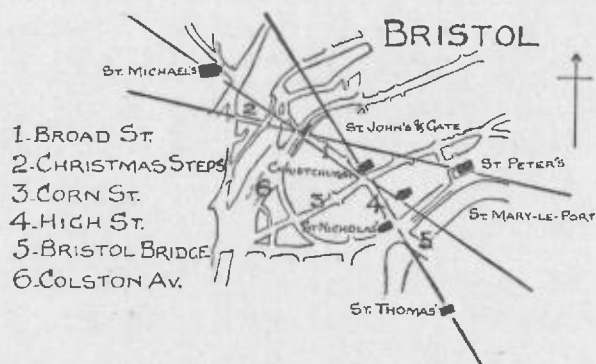 BRISTOL
ST. MICHAEL'S
2
ST. JOHN'S & GATE
1
1. BROAD ST.
2. CHRISTMAS STEPS
3. CORN ST.
4. HIGH ST.
5. BRISTOL BRIDGE
6. COLSTON AV.
CHRISTCHURCH
ST. PETER'S
6
3
4
ST. MARY-LE-PORT
ST. NICHOLAS'
5
ST. THOMAS'